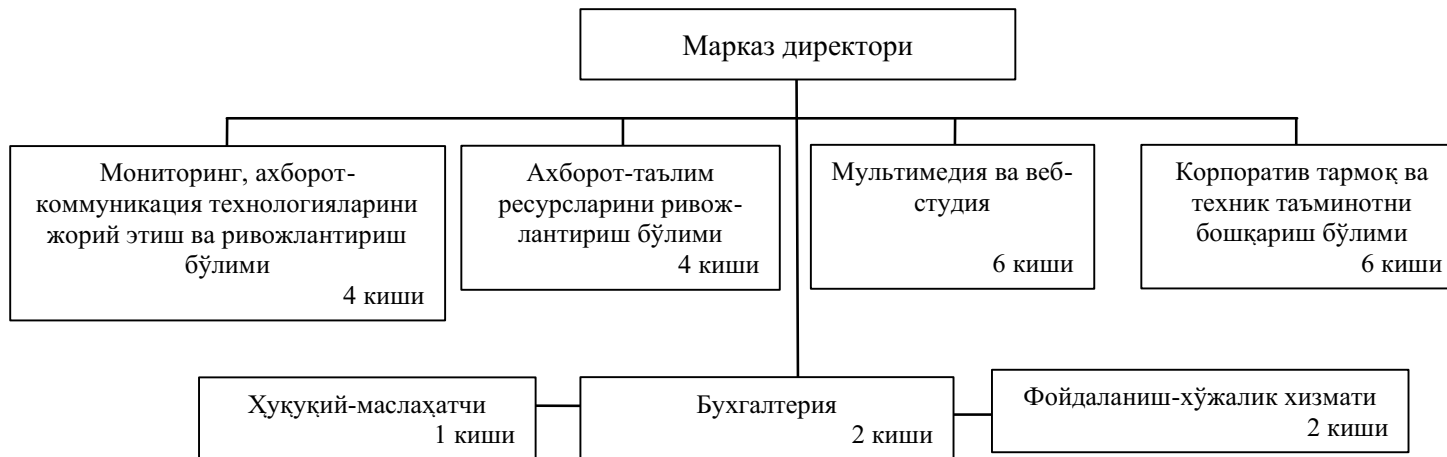 Марказ директори
Мониторинг, ахборот-
коммуникация технологияларини
жорий этиш ва ривожлантириш
бўлими
4 киши
Ахборот-таълим
ресурсларини ривож-
лантириш бўлими
4 киши
Мультимедия ва веб-
студия
6 киши
Корпоратив тармоқ ва
техник таъминотни
бошқариш бўлими
6 киши
Ҳуқуқий-маслаҳатчи
1 киши
Бухгалтерия
2 киши
Фойдаланиш-хўжалик хизмати
2 киши